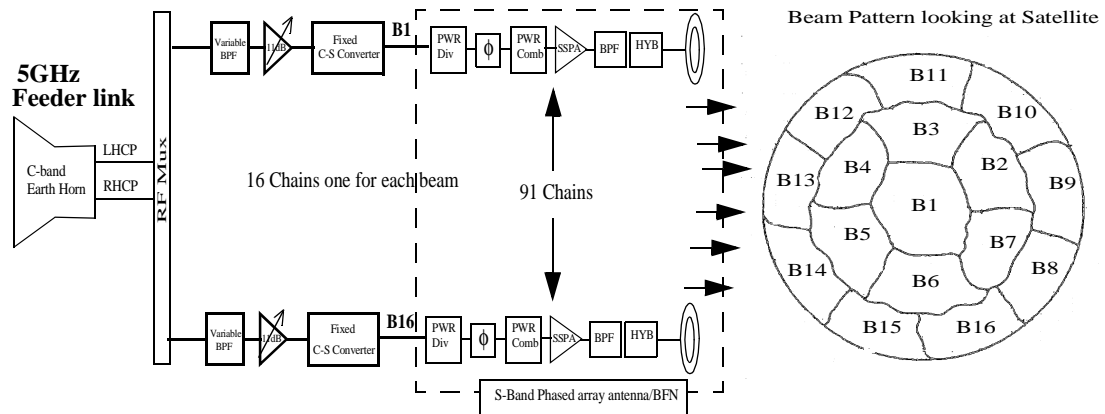 Beam Pattern looking at Satellite
5GHz
Feeder link
C-band
Earth Horn
LHCP
RHCP
RF Mux
Variable
BPF
11dB
Fixed
C-S Converter
B1
PWR
Div
ϕ
PWR
Comb
SSPA
BPF
HYB
16 Chains one for each beam
91 Chains
Variable
BPF
11dB
Fixed
C-S Converter
B16
PWR
Div
ϕ
PWR
Comb
SSPA
BPF
HYB
S-Band Phased array antenna/BFN
B11
B12
B10
B3
B4
B2
B13
B9
B1
B5
B7
B14
B8
B6
B15
B16